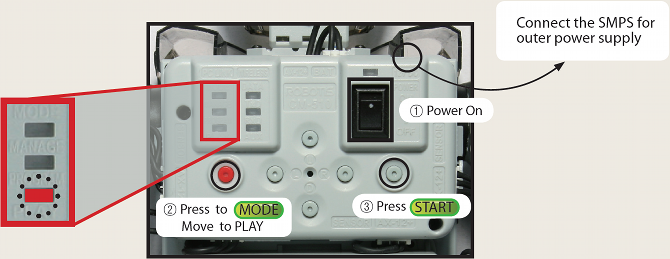 Connect the SMPS for
outer power supply
① Power On
② Press to MODE
Move to PLAY
③ Press START
MODE
MANAGE